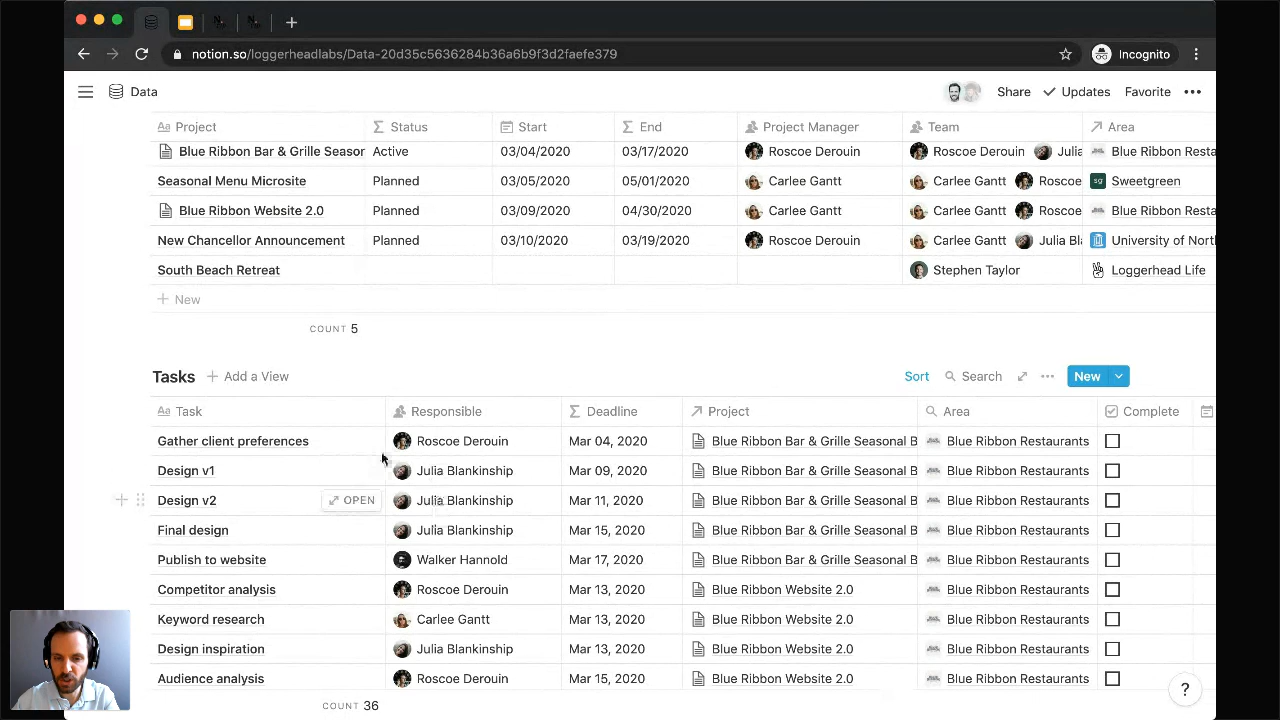 notion.so/loggerheadlabs/Data-20d35c5636284b36a6b9f3d2faefe379
Incognito
Data
Share
Updates
Favorite
Aa Project Status Start End Project Manager Team Area
Blue Ribbon Bar & Grille Season Active 03/04/2020 03/17/2020 Roscoe Derouin Roscoe Derouin Julia Blue Ribbon Resta
Seasonal Menu Microsite Planned 03/05/2020 05/01/2020 Carlee Gantt Carlee Gantt Roscoe sg Sweetgreen
Blue Ribbon Website 2.0 Planned 03/09/2020 04/30/2020 Carlee Gantt Carlee Gantt Roscoe Blue Ribbon Resta
New Chancellor Announcement Planned 03/10/2020 03/19/2020 Roscoe Derouin Carlee Gantt Julia Bl University of Nort
South Beach Retreat Stephen Taylor Loggerhead Life
+ New
COUNT 5
Tasks + Add a View Sort Search New
Aa Task Responsible Deadline Project Area Complete
Gather client preferences Roscoe Derouin Mar 04, 2020 Blue Ribbon Bar & Grille Seasonal B Blue Ribbon Restaurants
Design v1 Julia Blankinship Mar 09, 2020 Blue Ribbon Bar & Grille Seasonal B Blue Ribbon Restaurants
Design v2 OPEN Julia Blankinship Mar 11, 2020 Blue Ribbon Bar & Grille Seasonal B Blue Ribbon Restaurants
Final design Julia Blankinship Mar 15, 2020 Blue Ribbon Bar & Grille Seasonal B Blue Ribbon Restaurants
Publish to website Walker Hannold Mar 17, 2020 Blue Ribbon Bar & Grille Seasonal B Blue Ribbon Restaurants
Competitor analysis Roscoe Derouin Mar 13, 2020 Blue Ribbon Website 2.0 Blue Ribbon Restaurants
Keyword research Carlee Gantt Mar 13, 2020 Blue Ribbon Website 2.0 Blue Ribbon Restaurants
Design inspiration Julia Blankinship Mar 13, 2020 Blue Ribbon Website 2.0 Blue Ribbon Restaurants
Audience analysis Roscoe Derouin Mar 15, 2020 Blue Ribbon Website 2.0 Blue Ribbon Restaurants
COUNT 36
?